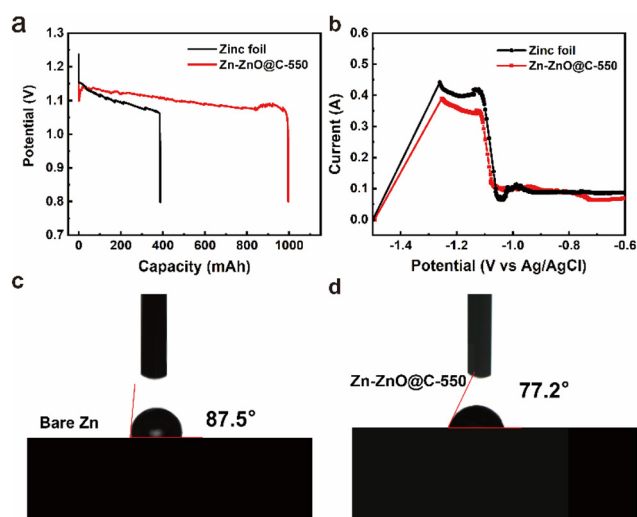 a
Zinc foil
Zn-ZnO@C-550
Potential (V)
1.3
1.2
1.1
1.0
0.9
0.8
0.7
0
200
400
600
800
1000
Capacity (mAh)
b
Zinc foil
Zn-ZnO@C-550
Current (A)
0.6
0.5
0.4
0.3
0.2
0.1
0.0
-1.4
-1.2
-1.0
-0.8
-0.6
Potential (V vs Ag/AgCl)
c
Bare Zn
87.5°
d
Zn-ZnO@C-550
77.2°